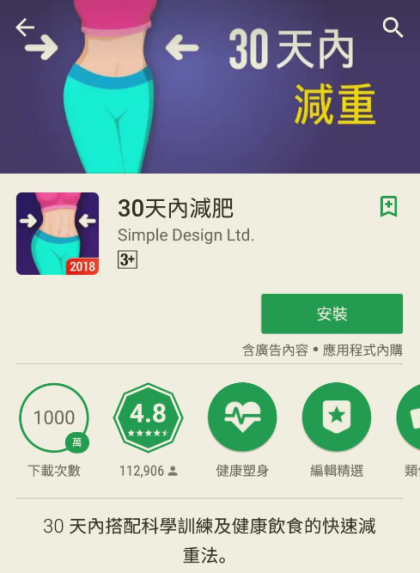 30天內
減重
30天內減肥
Simple Design Ltd.
3+
2018
安裝
含廣告內容 • 應用程式內購
1000
萬
4.8
下載次數
112,906
健康塑身
編輯精選
類
30 天內搭配科學訓練及健康飲食的快速減
重法。